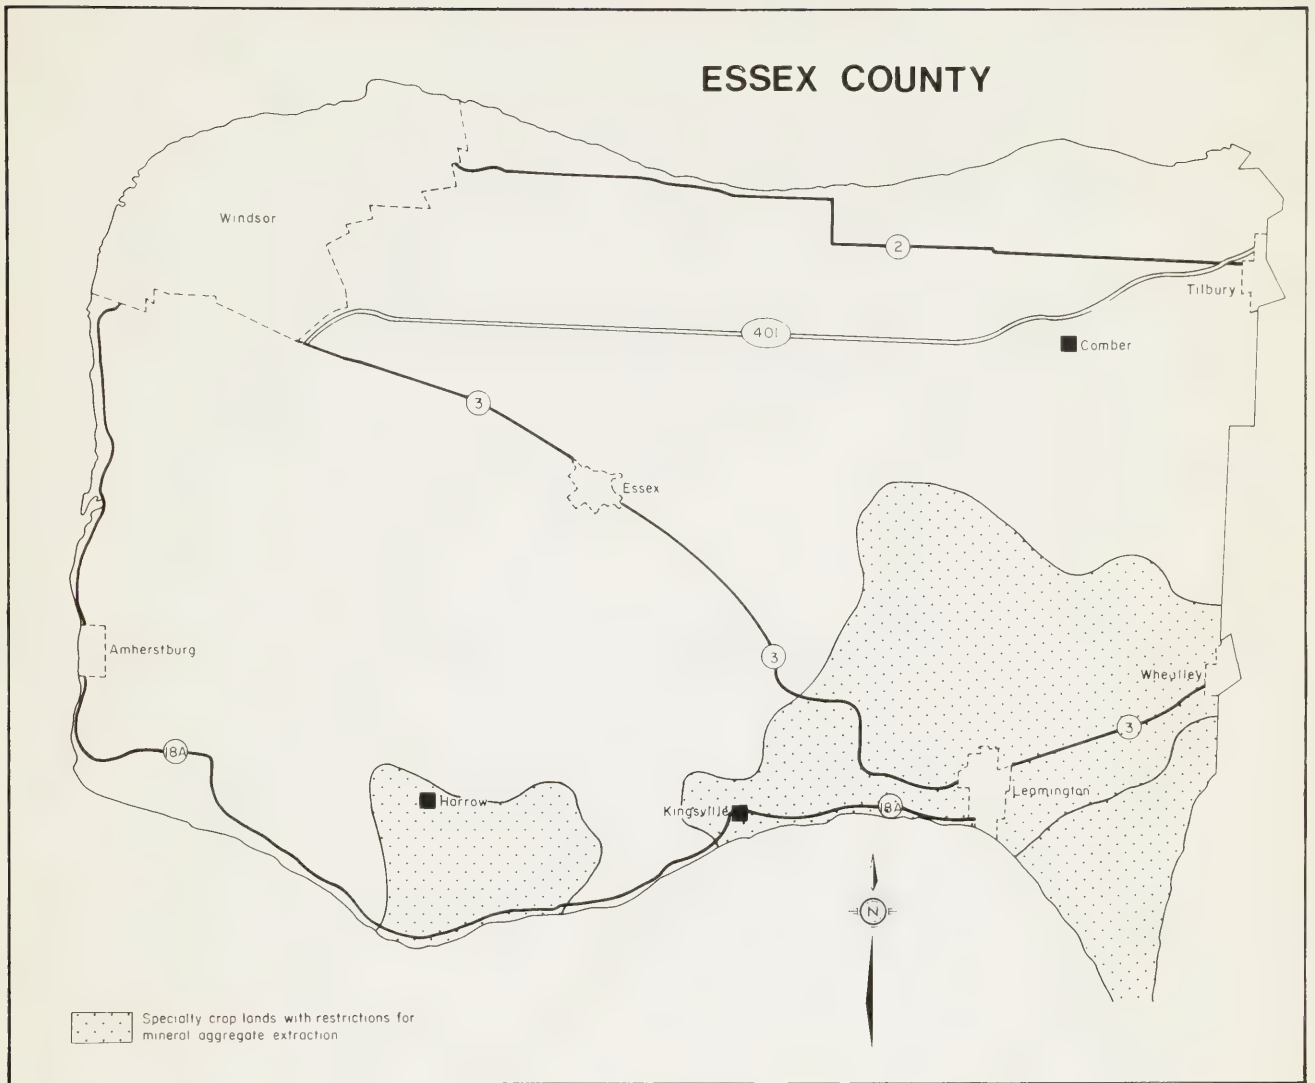 ESSEX COUNTY
Windsor
2
Tilbury
401
Comber
3
Essex
Amherstburg
3
Wheatley
3
18A
Harrow
Kingsville
18A
Leamington
N
Specialty crop lands with restrictions for
mineral aggregate extraction